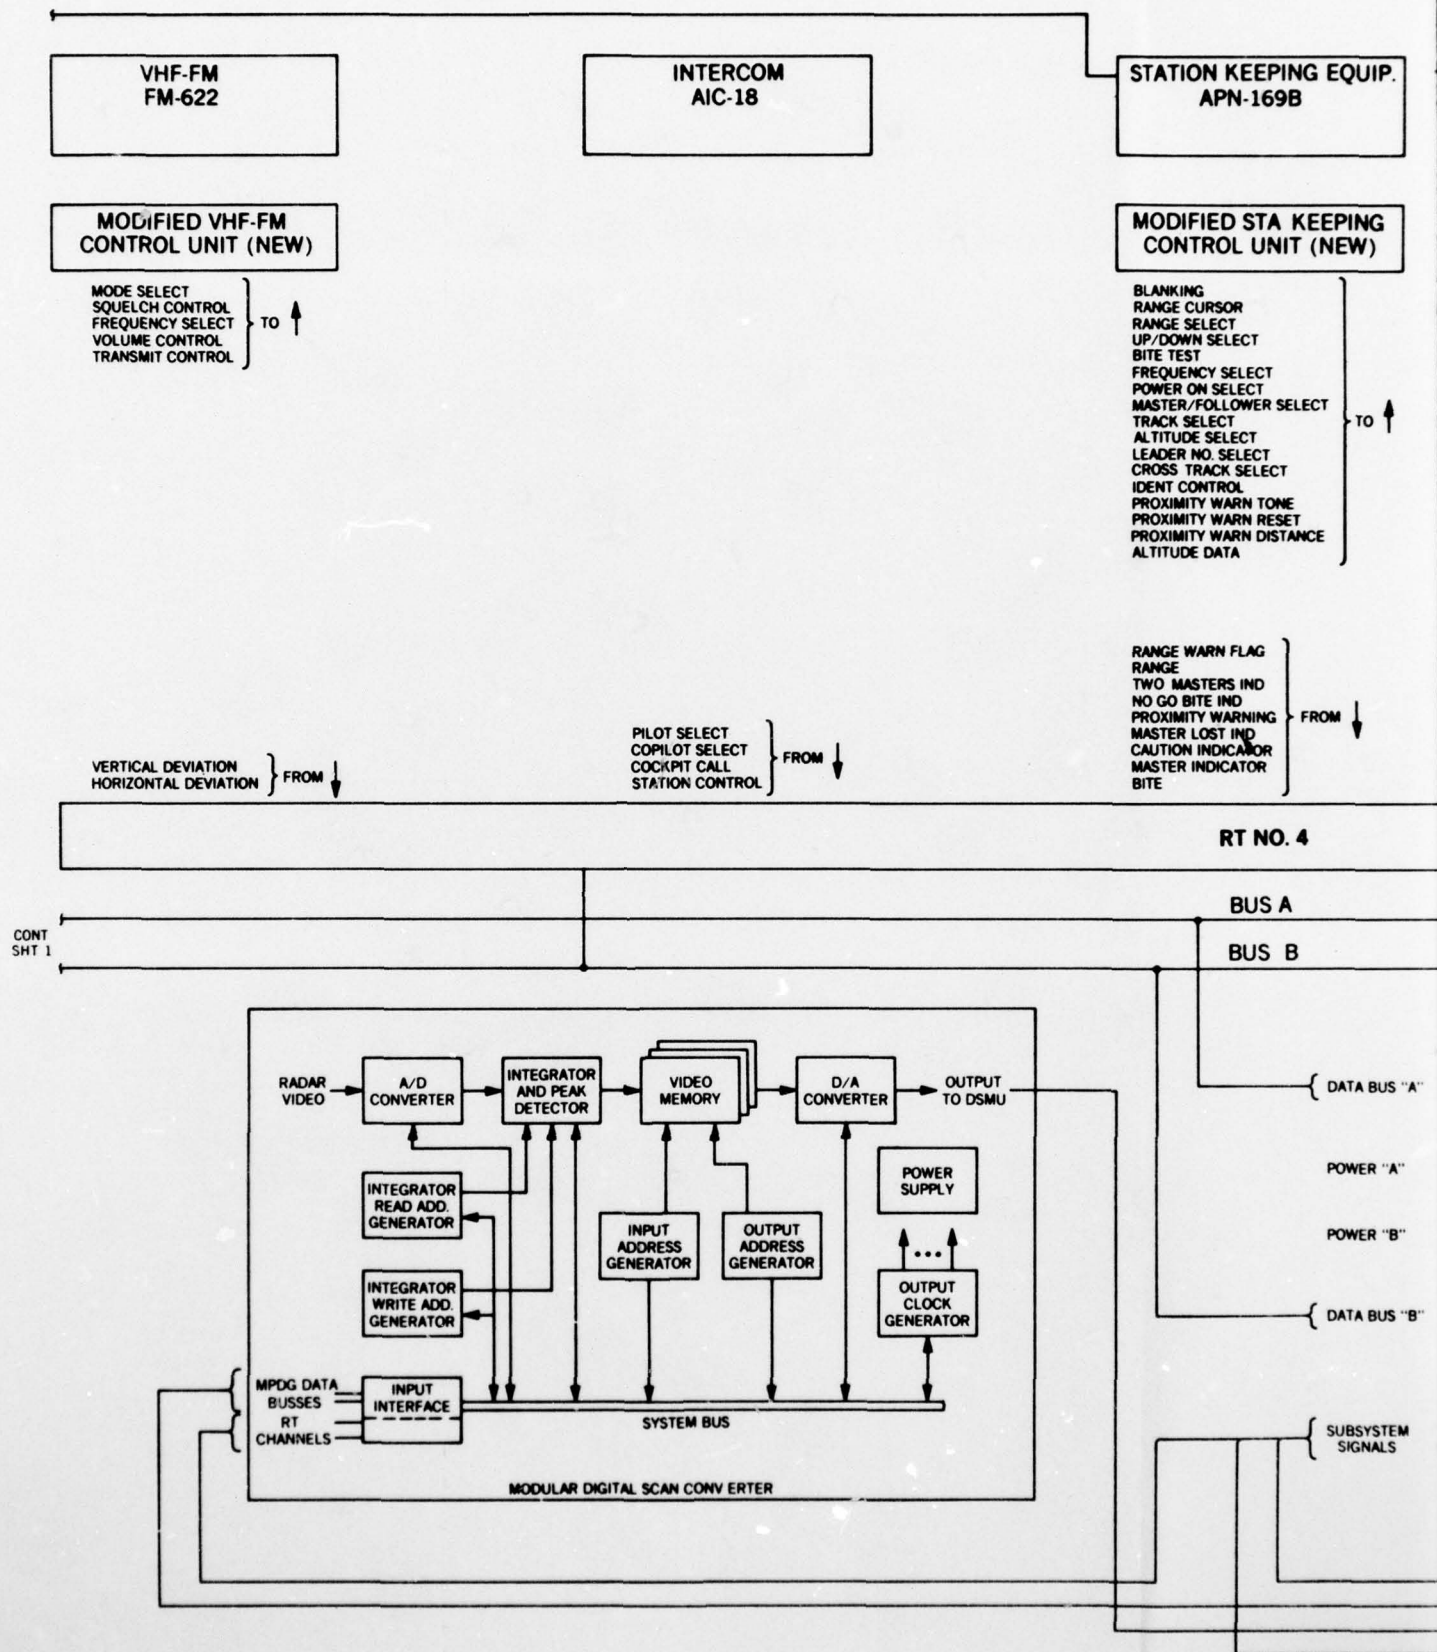 VHF-FM
FM-622
INTERCOM
AIC-18
STATION KEEPING EQUIP.
APN-169B
MODIFIED VHF-FM
CONTROL UNIT (NEW)
MODIFIED STA KEEPING
CONTROL UNIT (NEW)
MODE SELECT
SQUELCH CONTROL
FREQUENCY SELECT
VOLUME CONTROL
TRANSMIT CONTROL
TO
BLANKING
RANGE CURSOR
RANGE SELECT
UP/DOWN SELECT
BITE TEST
FREQUENCY SELECT
POWER ON SELECT
MASTER/FOLLOWER SELECT
TRACK SELECT
ALTITUDE SELECT
LEADER NO. SELECT
CROSS TRACK SELECT
IDENT CONTROL
PROXIMITY WARN TONE
PROXIMITY WARN RESET
PROXIMITY WARN DISTANCE
ALTITUDE DATA
TO
VERTICAL DEVIATION
HORIZONTAL DEVIATION
FROM
PILOT SELECT
COPILOT SELECT
COCKPIT CALL
STATION CONTROL
FROM
RANGE WARN FLAG
RANGE
TWO MASTERS IND
NO GO BITE IND
PROXIMITY WARNING
MASTER LOST IND
CAUTION INDICATOR
MASTER INDICATOR
BITE
FROM
RT NO. 4
BUS A
CONT
SHT 1
BUS B
RADAR
VIDEO
A/D
CONVERTER
INTEGRATOR
AND PEAK
DETECTOR
VIDEO
MEMORY
D/A
CONVERTER
OUTPUT
TO DSMU
DATA BUS "A"
POWER
SUPPLY
POWER "A"
INTEGRATOR
READ ADD.
GENERATOR
INPUT
ADDRESS
GENERATOR
OUTPUT
ADDRESS
GENERATOR
POWER "B"
INTEGRATOR
WRITE ADD.
GENERATOR
OUTPUT
CLOCK
GENERATOR
DATA BUS "B"
MPDG DATA
BUSSES
RT
CHANNELS
INPUT
INTERFACE
SYSTEM BUS
SUBSYSTEM
SIGNALS
MODULAR DIGITAL SCAN CONV ERTER